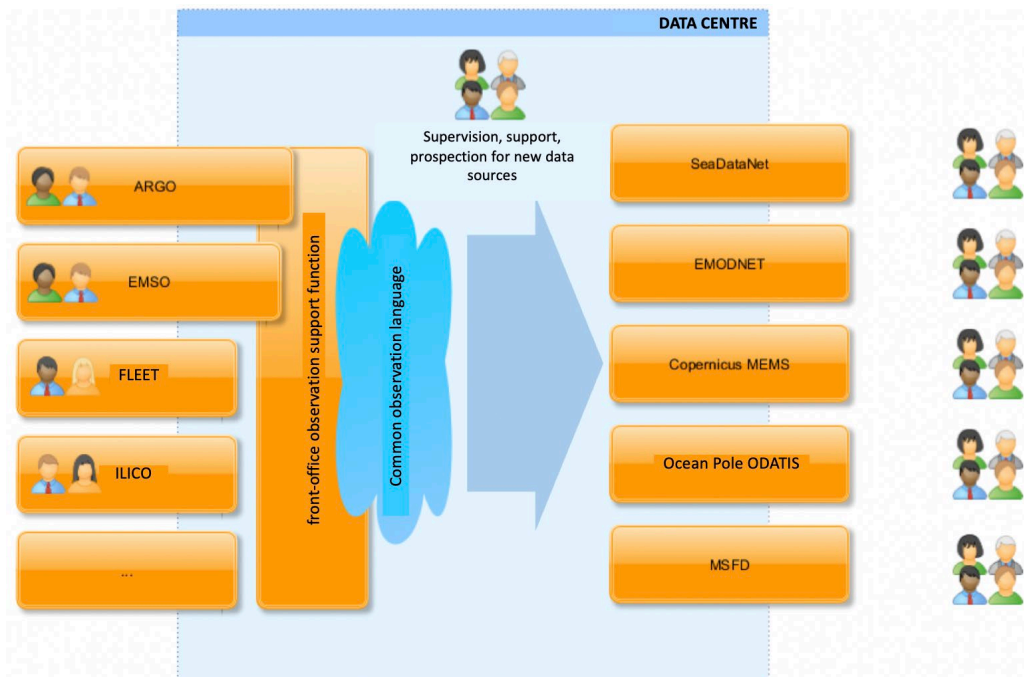 DATA CENTRE
Supervision, support,
prospection for new data
sources
ARGO
EMSO
FLEET
ILICO
...
front-office observation support function
Common observation language
SeaDataNet
EMODNET
Copernicus MEMS
Ocean Pole ODATIS
MSFD